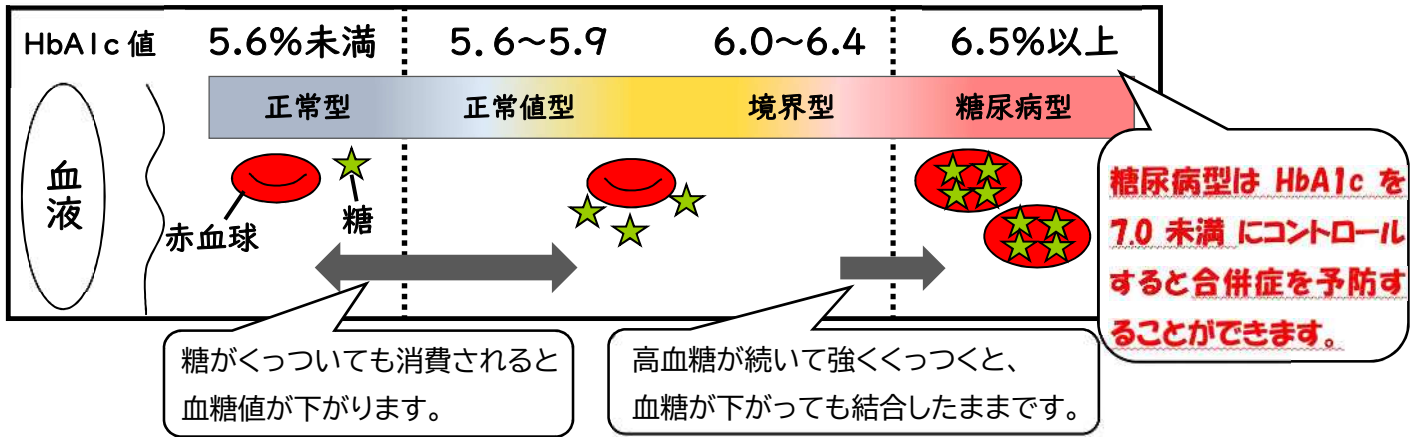 HbA1c値
5.6%未満
5.6~5.9
6.0~6.4
6.5%以上
正常型
正常値型
境界型
糖尿病型
血
液
赤血球
糖
糖尿病型は HbA1c を
7.0 未満 にコントロール
すると合併症を予防す
ることができます。
糖がくっついても消費されると
血糖値が下がります。
高血糖が続いて強くくっつくと、
血糖が下がっても結合したままです。